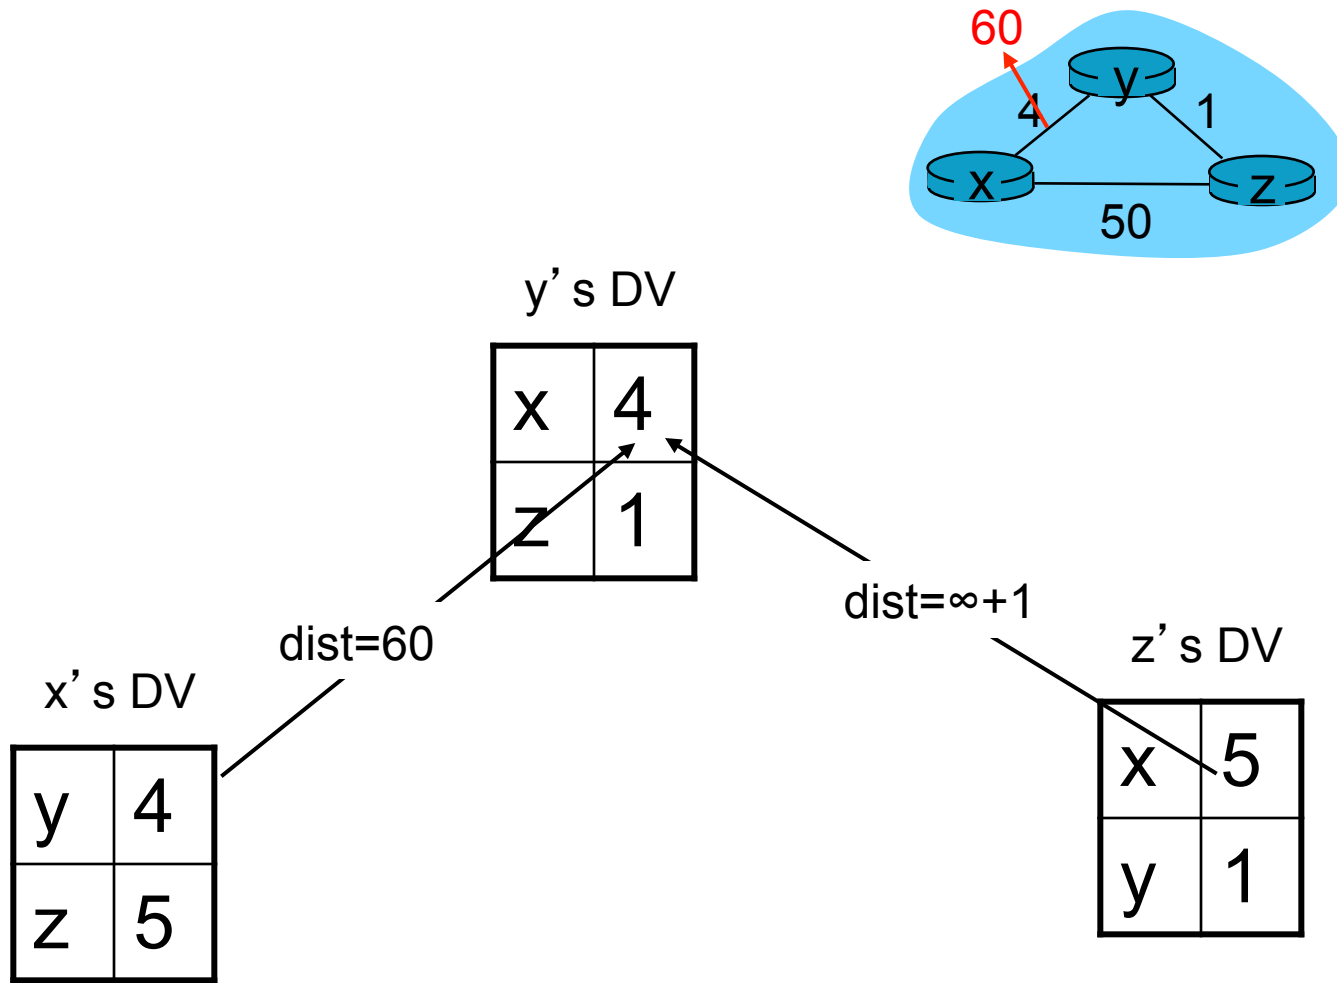 60
y
4
1
x
z
50
y’s DV
x 4
z 1
dist=60
dist=∞+1
x’s DV
y 4
z 5
z’s DV
x 5
y 1